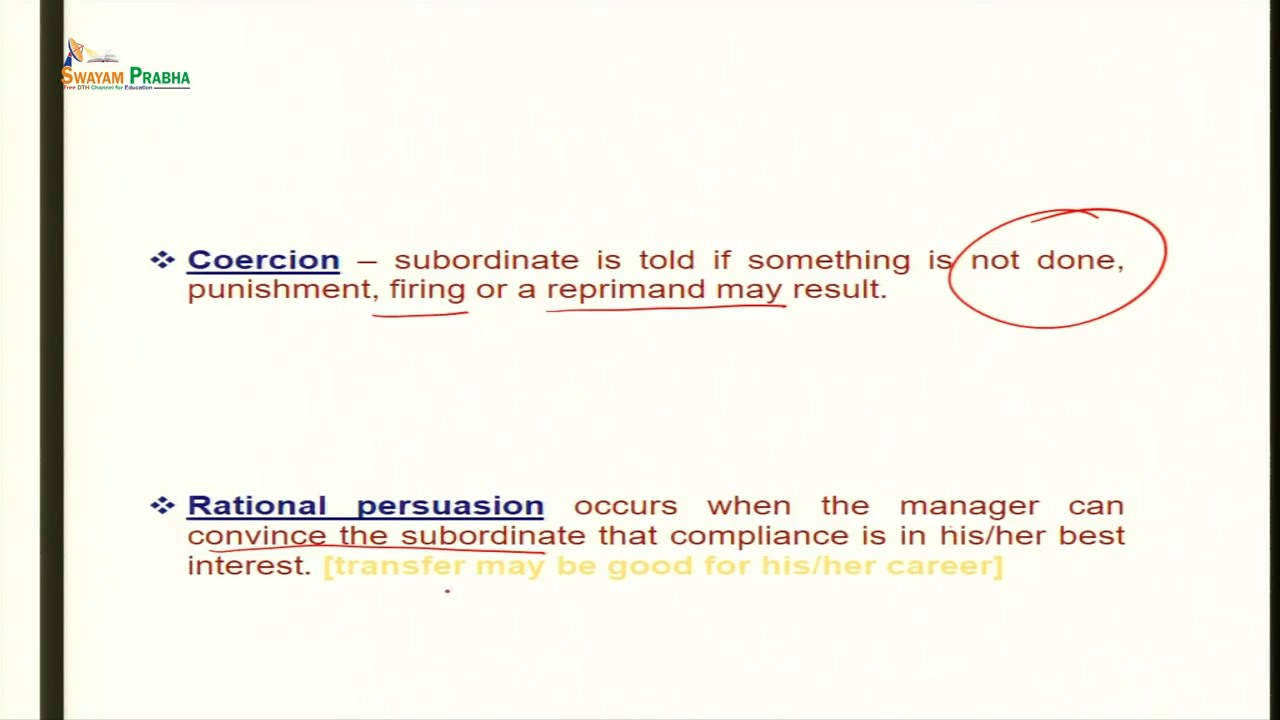 SWAYAM PRABHA
Free DTH Channel for Education
❖ Coercion – subordinate is told if something is not done,
punishment, firing or a reprimand may result.
❖ Rational persuasion occurs when the manager can
convince the subordinate that compliance is in his/her best
interest. [transfer may be good for his/her career]